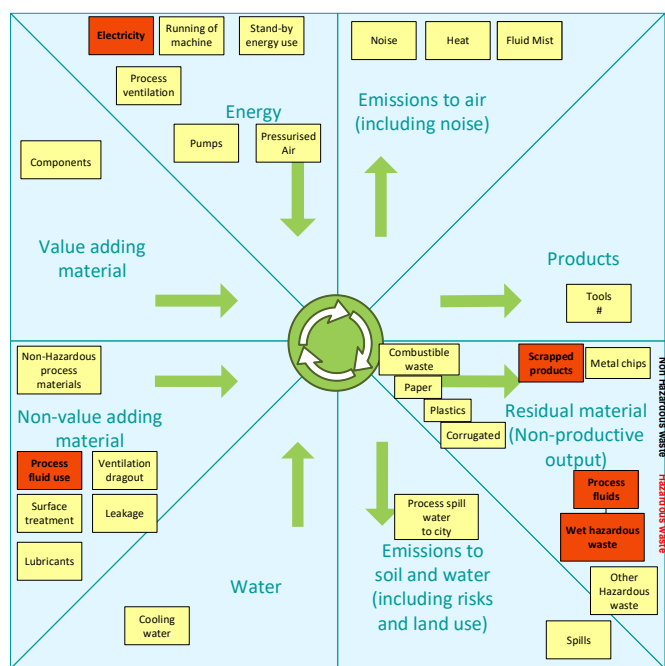 Electricity
Running of
machine
Stand-by
energy use
Process
ventilation
Energy
Pumps
Pressurised
Air
Components
Value adding
material
Noise
Heat
Fluid Mist
Emissions to air
(including noise)
Products
Tools
#
Non-Hazardous
process
materials
Non-value adding
material
Process
fluid use
Ventilation
dragout
Surface
treatment
Leakage
Lubricants
Water
Cooling
water
Combustible
waste
Paper
Plastics
Corrugated
Scrapped
products
Metal chips
Residual material
(Non-productive
output)
Non Hazardous waste
Hazardous waste
Process
fluids
Wet hazardous
waste
Other
Hazardous
waste
Spills
Process spill
water
to city
Emissions to
soil and water
(including risks
and land use)